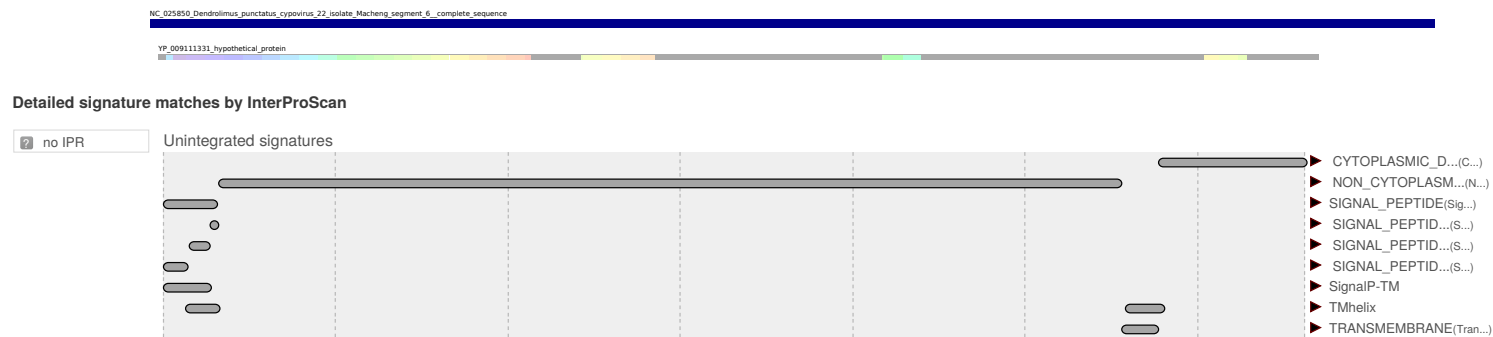 NC_025850_Dendrolimus_punctatus_cypovirus_22_isolate_Macheng_segment_6__complete_sequence
YP_009111331_hypothetical_protein
Detailed signature matches by InterProScan
? no IPR
Unintegrated signatures
CYTOPLASMIC_D...(C...)
NON_CYTOPLASM...(N...)
SIGNAL_PEPTIDE(Sig...)
SIGNAL_PEPTID...(S...)
SIGNAL_PEPTID...(S...)
SIGNAL_PEPTID...(S...)
SignalP-TM
TMhelix
TRANSMEMBRANE(Tran...)